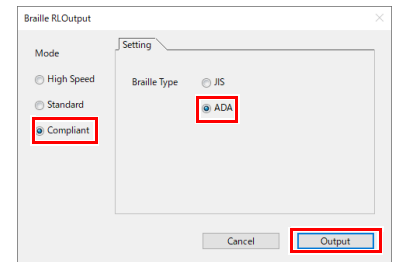 Braille RLOutput
Mode
High Speed
Standard
Compliant
Setting
Braille Type
JIS
ADA
Cancel
Output